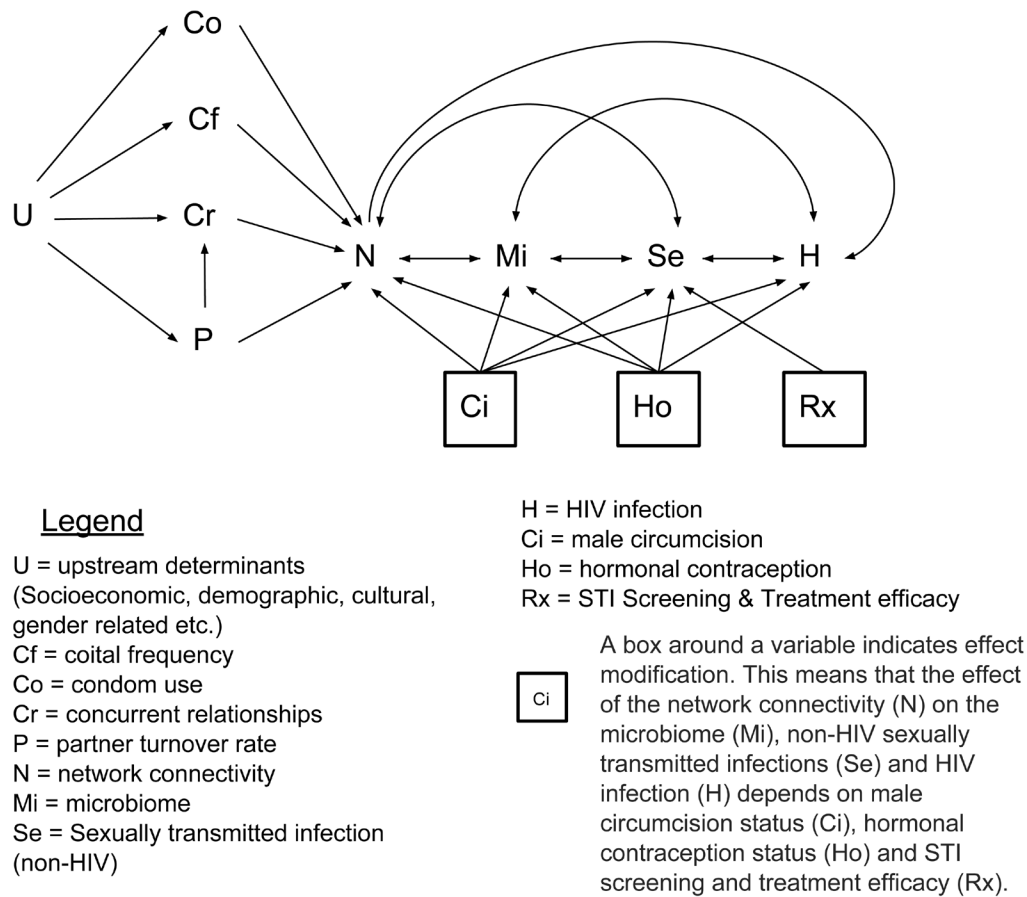 Co
Cf
U
Cr
N
Mi
Se
H
P
Ci
Ho
Rx
Legend
U = upstream determinants
(Socioeconomic, demographic, cultural,
gender related etc.)
Cf = coital frequency
Co = condom use
Cr = concurrent relationships
P = partner turnover rate
N = network connectivity
Mi = microbiome
Se = Sexually transmitted infection
(non-HIV)
H = HIV infection
Ci = male circumcision
Ho = hormonal contraception
Rx = STI Screening & Treatment efficacy
Ci
A box around a variable indicates effect
modification. This means that the effect
of the network connectivity (N) on the
microbiome (Mi), non-HIV sexually
transmitted infections (Se) and HIV
infection (H) depends on male
circumcision status (Ci), hormonal
contraception status (Ho) and STI
screening and treatment efficacy (Rx).